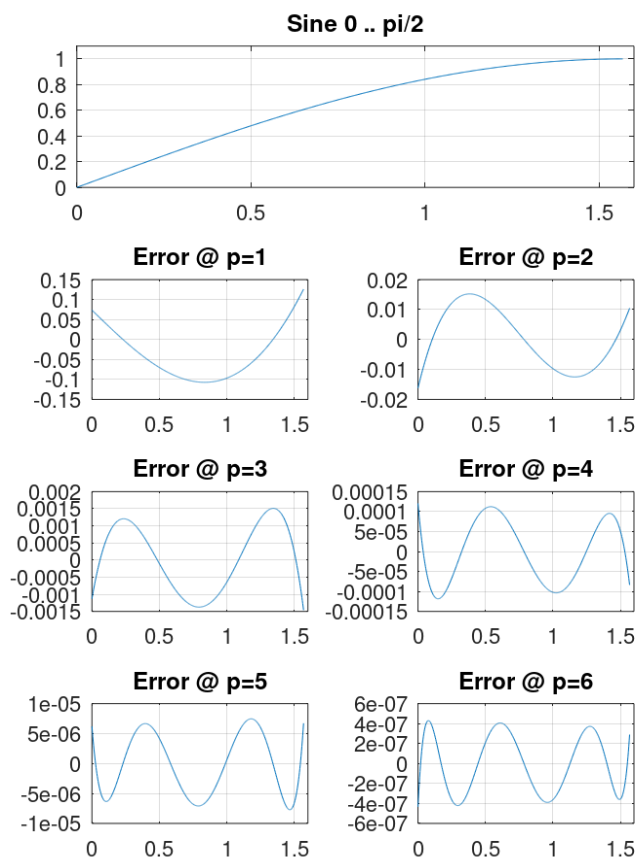 Sine 0 .. pi/2
1
0.8
0.6
0.4
0.2
0
0 0.5 1 1.5
Error @ p=1
0.15
0.1
0.05
0
-0.05
-0.1
-0.15
0 0.5 1 1.5
Error @ p=2
0.02
0.01
0
-0.01
-0.02
0 0.5 1 1.5
Error @ p=3
0.002
0.0015
0.001
0.0005
0
-0.0005
-0.001
-0.0015
0 0.5 1 1.5
Error @ p=4
0.00015
0.0001
5e-05
0
-5e-05
-0.0001
-0.00015
0 0.5 1 1.5
Error @ p=5
1e-05
5e-06
0
-5e-06
-1e-05
0 0.5 1 1.5
Error @ p=6
6e-07
4e-07
2e-07
0
-2e-07
-4e-07
-6e-07
0 0.5 1 1.5